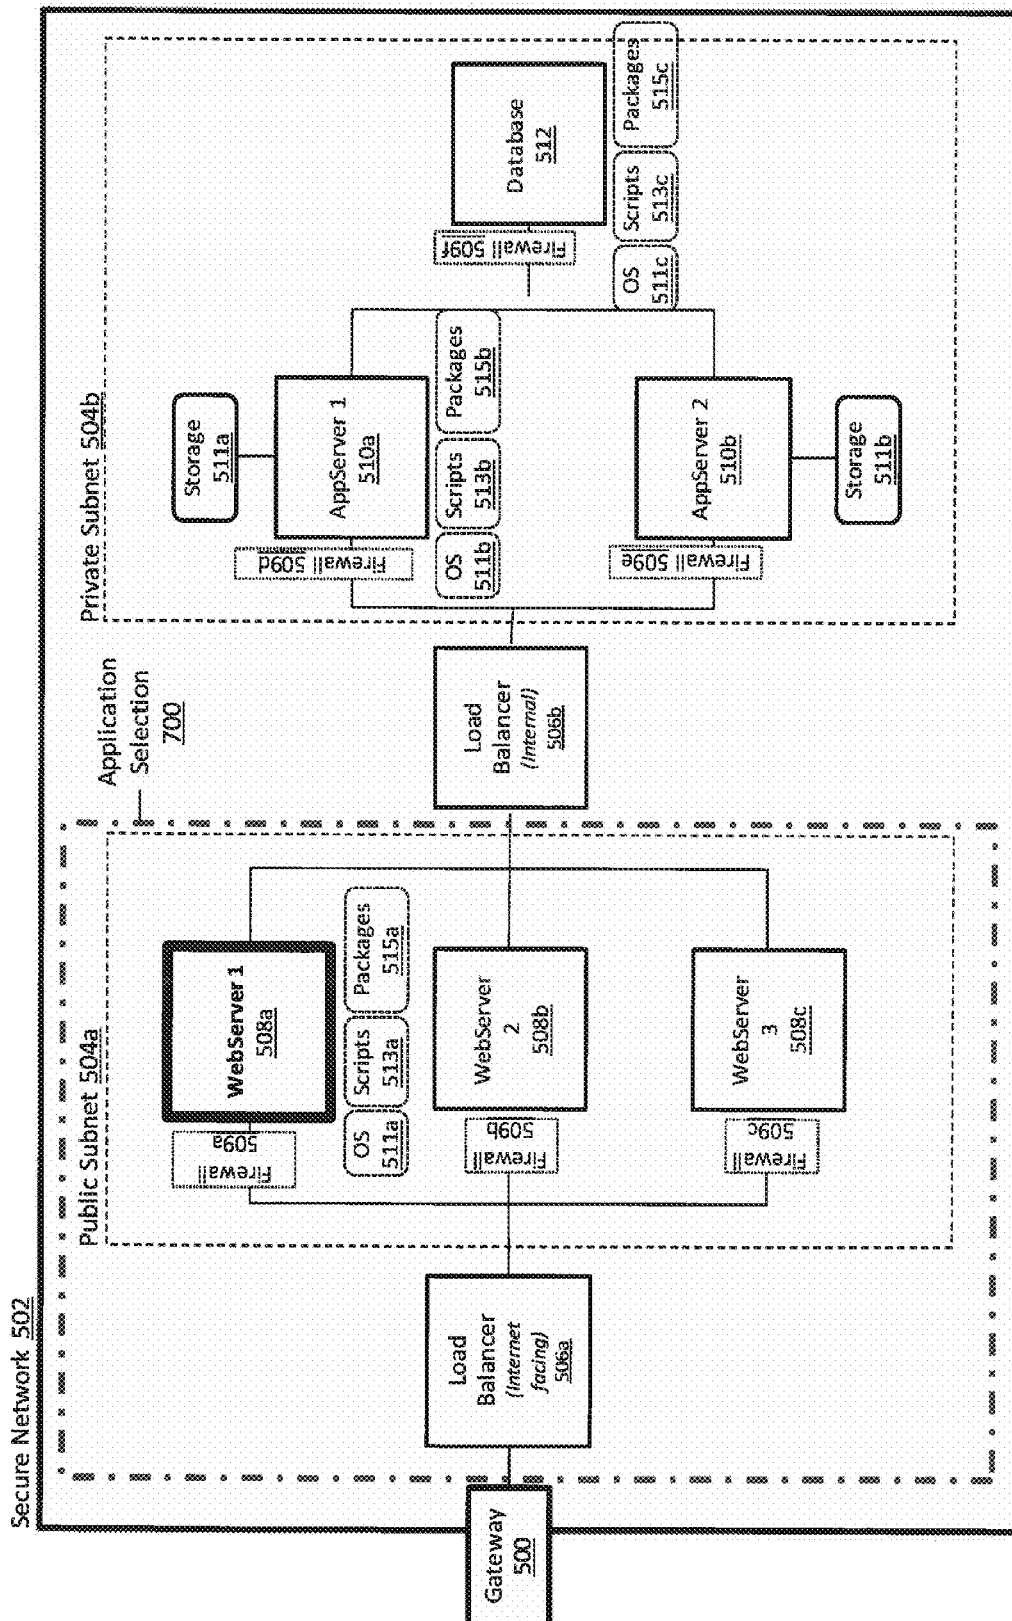 Secure Network 502
Gateway
500
Load
Balancer
(Internet
facing)
506a
Public Subnet 504a
Firewall
509a
WebServer 1
508a
OS
511a
Scripts
513a
Packages
515a
Firewall
509b
WebServer
2
508b
Firewall
509c
WebServer
3
508c
Application
Selection
700
Load
Balancer
(Internal)
506b
Private Subnet 504b
Storage
511a
Firewall 509d
AppServer 1
510a
OS
511b
Scripts
513b
Packages
515b
Firewall 509e
AppServer 2
510b
Storage
511b
Firewall 509f
Database
512
OS
511c
Scripts
513c
Packages
515c